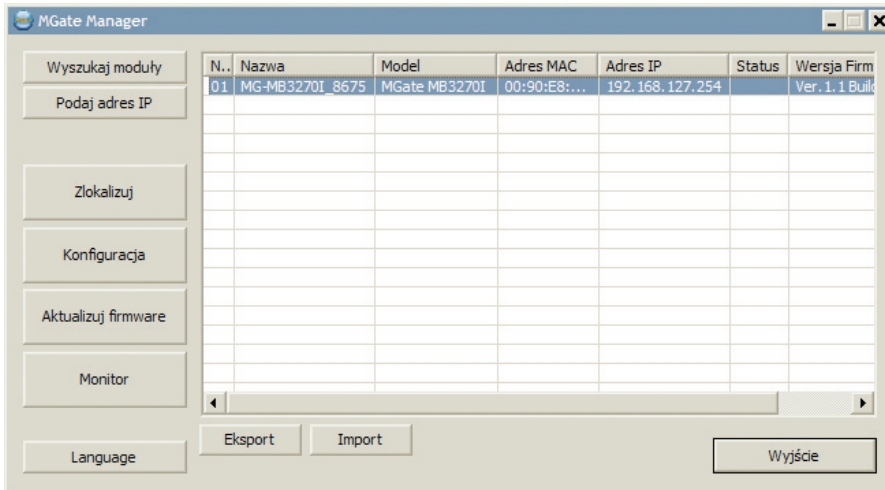 MGate Manager
Wyszukaj moduły
Podaj adres IP
Zlokalizuj
Konfiguracja
Aktualizuj firmware
Monitor
Language
N.. Nazwa Model Adres MAC Adres IP Status Wersja Firm
01 MG-MB3270I_8675 MGate MB3270I 00:90:E8:... 192.168.127.254 Ver.1.1 Build
Eksport Import
Wyjście